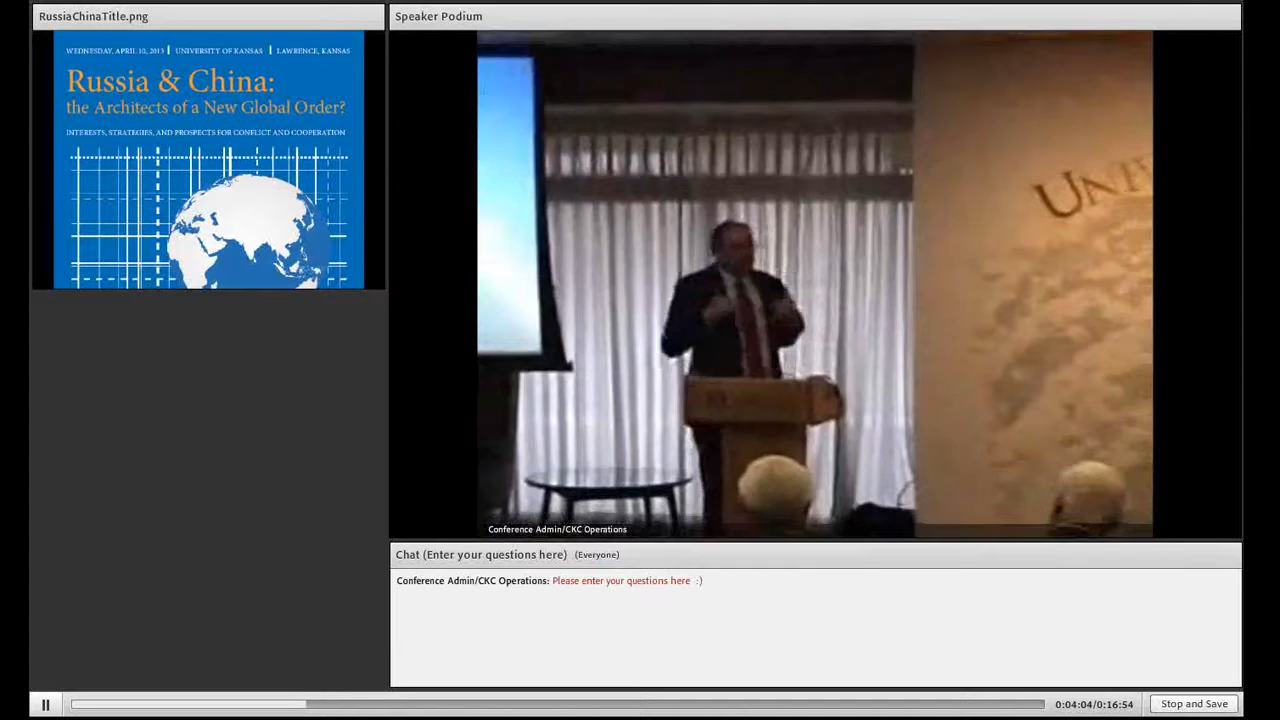 RussiaChinaTitle.png
WEDNESDAY, APRIL 10, 2013 | UNIVERSITY OF KANSAS | LAWRENCE, KANSAS
Russia & China:
the Architects of a New Global Order?
INTERESTS, STRATEGIES, AND PROSPECTS FOR CONFLICT AND COOPERATION
Speaker Podium
Conference Admin/CKC Operations
Chat (Enter your questions here) (Everyone)
Conference Admin/CKC Operations: Please enter your questions here :)
0:04:04/0:16:54
Stop and Save